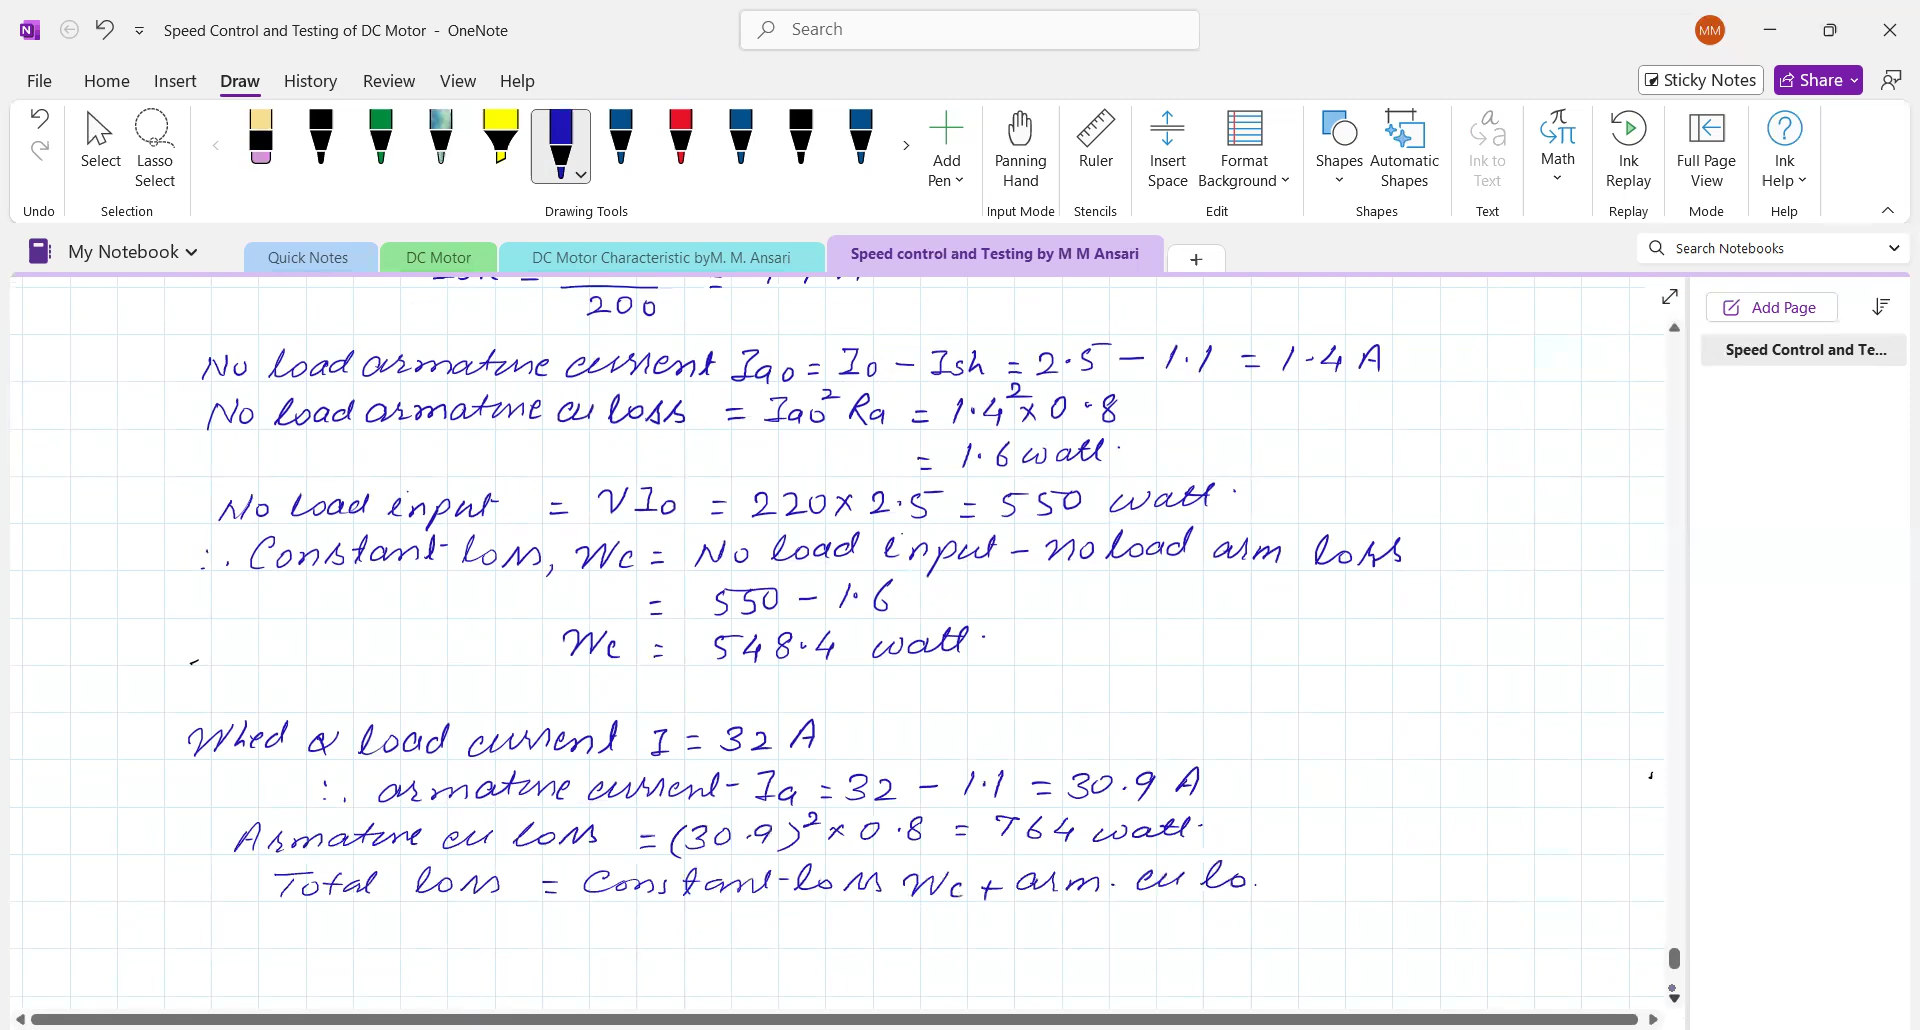 Speed Control and Testing of DC Motor - OneNote
Search
MM
File Home Insert Draw History Review View Help
Sticky Notes Share
Undo
Select
Lasso Select
Selection
Drawing Tools
Add Pen
Panning Hand
Input Mode
Ruler
Stencils
Insert Space
Format Background
Edit
Shapes
Automatic Shapes
Shapes
Ink to Text
Text
Math
Ink Replay
Replay
Full Page View
Mode
Ink Help
Help
My Notebook
Quick Notes
DC Motor
DC Motor Characteristic byM. M. Ansari
Speed control and Testing by M M Ansari
+
Search Notebooks
Add Page
Speed Control and Te...
200
No load armature current Iao = Io - Ish = 2.5 - 1.1 = 1.4 A
No load armature cu loss = Iao² Ra = 1.4² × 0.8
= 1.6 watt.
No load input = VIo = 220 × 2.5 = 550 watt.
∴ Constant loss, Wc = No load input - no load arm loss
= 550 - 1.6
Wc = 548.4 watt.
When load current I = 32 A
∴ armature current Ia = 32 - 1.1 = 30.9 A
Armature cu loss = (30.9)² × 0.8 = 764 watt.
Total loss = Constant loss Wc + arm. cu lo.